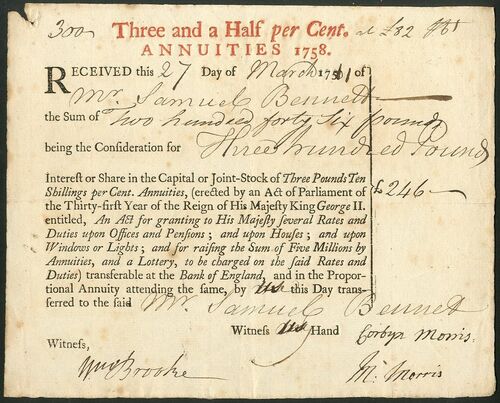 300 Three and a Half per Cent. at £82
ANNUITIES 1758.
RECEIVED this 27 Day of March 1761 of
Mr. Samuel Bennett
the Sum of Two hundred forty Six pounds
being the Consideration for Three hundred Pounds
Interest or Share in the Capital or Joint-Stock of Three Pounds Ten
Shillings per Cent. Annuities, (erected by an Act of Parliament of
the Thirty-first Year of the Reign of His Majesty King George II.
entitled, An Act for granting to His Majesty several Rates and
Duties upon Offices and Pensions; and upon Houses; and upon
Windows or Lights; and for raising the Sum of Five Millions by
Annuities, and a Lottery, to be charged on the said Rates and
Duties) transferable at the Bank of England, and in the Propor-
tional Annuity attending the same, by us this Day trans-
ferred to the said Mr. Samuel Bennett
£246
Witness our Hand Corbyn Morris.
Witness,
Wm Brooke M. Morris